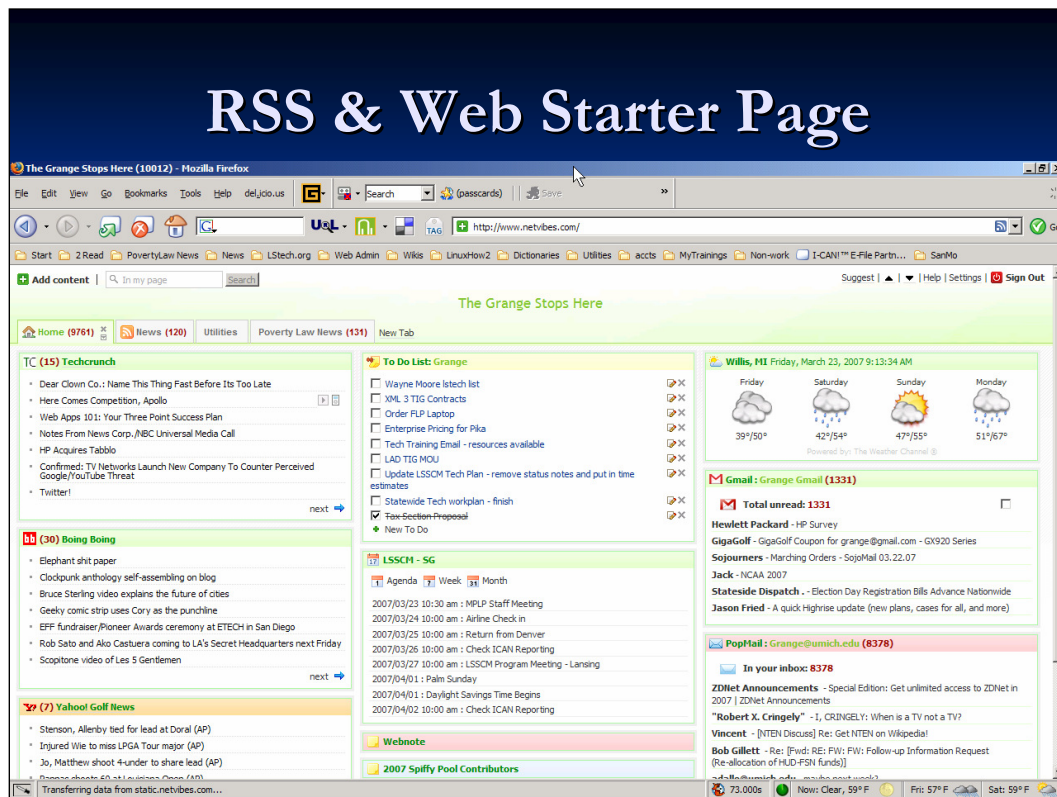 RSS & Web Starter Page
The Grange Stops Here (10012) - Mozilla Firefox
File Edit View Go Bookmarks Tools Help del.icio.us Search (passcards) Save »
G UQL TAG http://www.netvibes.com/ G
Start 2 Read PovertyLaw News News LStech.org Web Admin Wikis LinuxHow2 Dictionaries Utilities accts MyTrainings Non-work I-CAN!™ E-File Partn... SanMo
Add content | In my page Search
Suggest | | Help | Settings | Sign Out
The Grange Stops Here
Home (9761) News (120) Utilities Poverty Law News (131) New Tab
TC (15) Techcrunch
Dear Clown Co.: Name This Thing Fast Before Its Too Late
Here Comes Competition, Apollo
Web Apps 101: Your Three Point Success Plan
Notes From News Corp./NBC Universal Media Call
HP Acquires Tabblo
Confirmed: TV Networks Launch New Company To Counter Perceived
Google/YouTube Threat
Twitter!
next
bb (30) Boing Boing
Elephant shit paper
Clockpunk anthology self-assembling on blog
Bruce Sterling video explains the future of cities
Geeky comic strip uses Cory as the punchline
EFF fundraiser/Pioneer Awards ceremony at ETECH in San Diego
Rob Sato and Ako Castuera coming to LA's Secret Headquarters next Friday
Scopitone video of Les 5 Gentlemen
next
Y! (7) Yahoo! Golf News
Stenson, Allenby tied for lead at Doral (AP)
Injured Wie to miss LPGA Tour major (AP)
Jo, Matthew shoot 4-under to share lead (AP)
To Do List: Grange
Wayne Moore lstech list
XML 3 TIG Contracts
Order FLP Laptop
Enterprise Pricing for Pika
Tech Training Email - resources available
LAD TIG MOU
Update LSSCM Tech Plan - remove status notes and put in time
estimates
Statewide Tech workplan - finish
Tax Section Proposal
New To Do
17 LSSCM - SG
1 Agenda 7 Week 31 Month
2007/03/23 10:30 am : MPLP Staff Meeting
2007/03/24 10:00 am : Airline Check in
2007/03/25 10:00 am : Return from Denver
2007/03/26 10:00 am : Check ICAN Reporting
2007/03/27 10:00 am : LSSCM Program Meeting - Lansing
2007/04/01 : Palm Sunday
2007/04/01 : Daylight Savings Time Begins
2007/04/02 10:00 am : Check ICAN Reporting
Webnote
2007 Spiffy Pool Contributors
Willis, MI Friday, March 23, 2007 9:13:34 AM
Friday Saturday Sunday Monday
39°/50° 42°/54° 47°/55° 51°/67°
Powered by: The Weather Channel ®
Gmail : Grange Gmail (1331)
Total unread: 1331
Hewlett Packard - HP Survey
GigaGolf - GigaGolf Coupon for grange@gmail.com - GX920 Series
Sojourners - Marching Orders - SojoMail 03.22.07
Jack - NCAA 2007
Stateside Dispatch . - Election Day Registration Bills Advance Nationwide
Jason Fried - A quick Highrise update (new plans, cases for all, and more)
PopMail : Grange@umich.edu (8378)
In your inbox: 8378
ZDNet Announcements - Special Edition: Get unlimited access to ZDNet in
2007 | ZDNet Announcements
"Robert X. Cringely" - I, CRINGELY: When is a TV not a TV?
Vincent - [NTEN Discuss] Re: Get NTEN on Wikipedia!
Bob Gillett - Re: [Fwd: RE: FW: FW: Follow-up Information Request
(Re-allocation of HUD-FSN funds)]
Transferring data from static.netvibes.com...
73.000s Now: Clear, 59° F Fri: 57° F Sat: 59° F